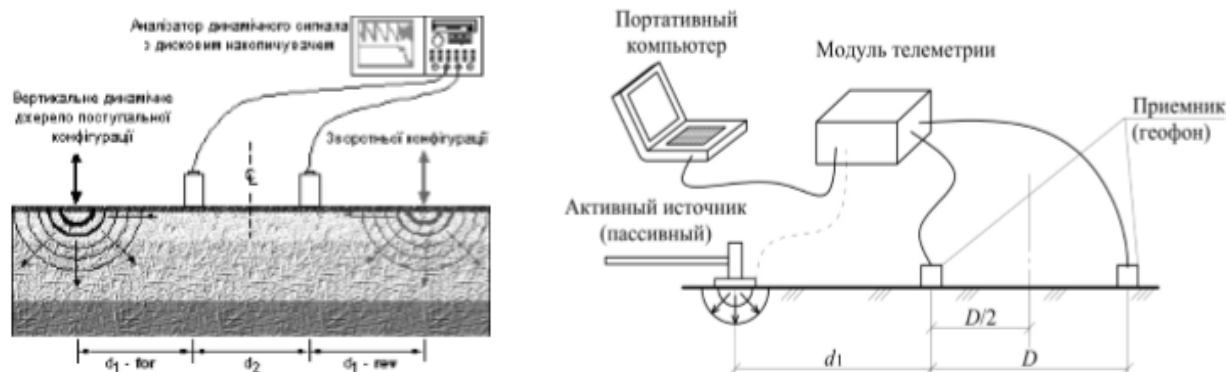 Аналізатор динамічного сигнала
з дисковим накопичувачем
Вертикальне динамічне
джерело поступальної
конфігурації
Зворотньої конфігурації
℄
d1 - for
d2
d1 - rev
Портативный
компьютер
Модуль телеметрии
Приемник
(геофон)
Активный источник
(пассивный)
D/2
d1
D